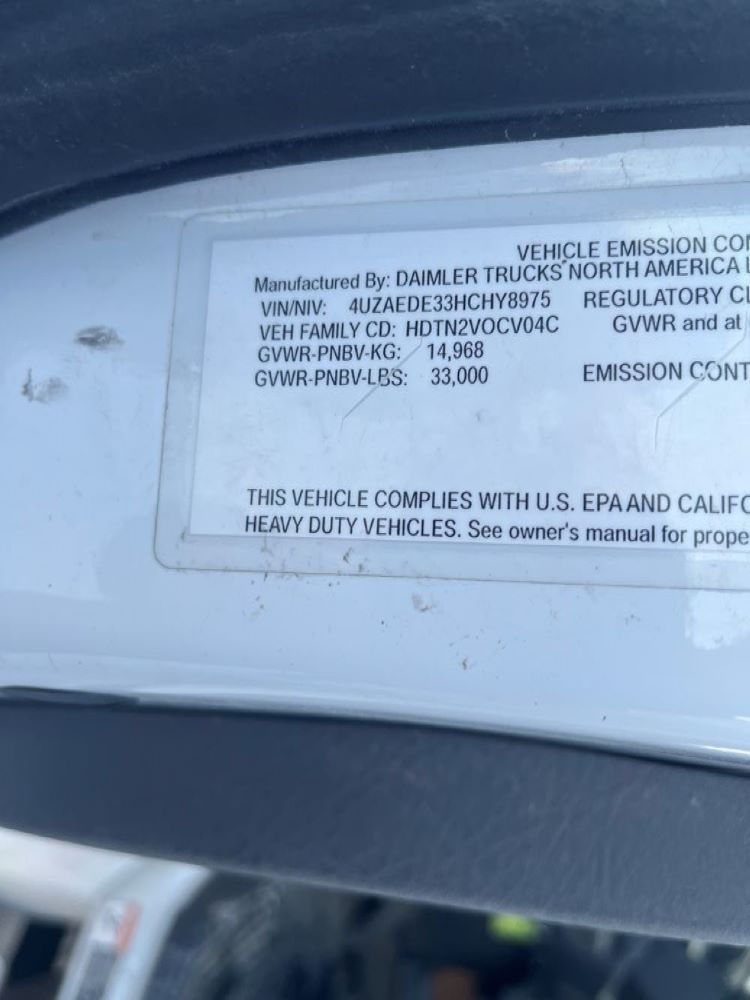 VEHICLE EMISSION CO
Manufactured By: DAIMLER TRUCKS NORTH AMERICA L
VIN/NIV: 4UZAEDE33HCHY8975 REGULATORY CL
VEH FAMILY CD: HDTN2VOCV04C GVWR and at
GVWR-PNBV-KG: 14,968
GVWR-PNBV-LBS: 33,000 EMISSION CONT
THIS VEHICLE COMPLIES WITH U.S. EPA AND CALIFO
HEAVY DUTY VEHICLES. See owner's manual for prope